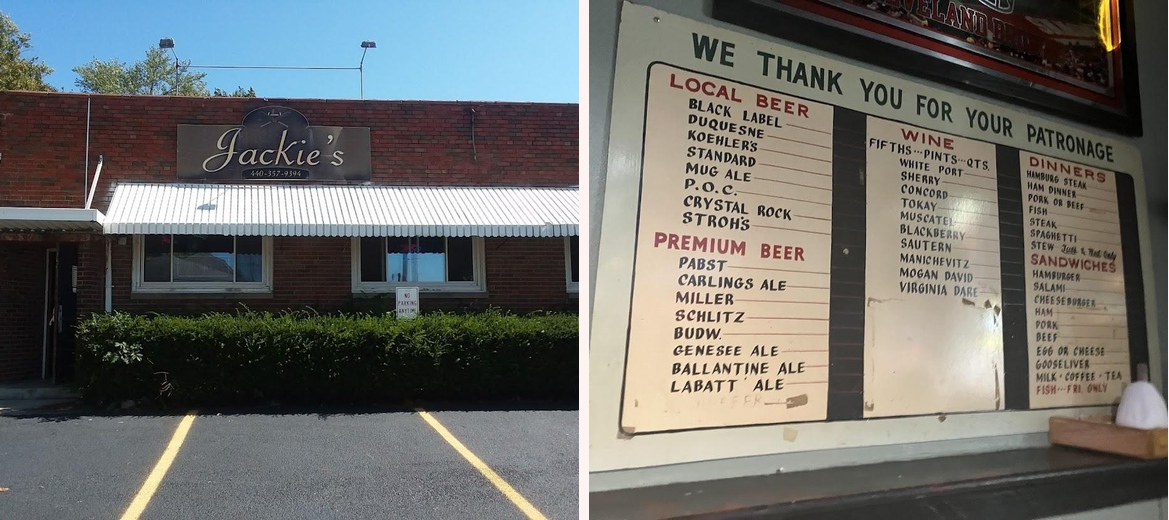 Jackie's
440-357-9394
NO
PARKING
ANYTIME
WE THANK YOU FOR YOUR PATRONAGE
LOCAL BEER
BLACK LABEL
DUQUESNE
KOEHLER'S
STANDARD
MUG ALE
P.O.C.
CRYSTAL ROCK
STROH'S
PREMIUM BEER
PABST
CARLINGS ALE
MILLER
SCHLITZ
BUDW.
GENESEE ALE
BALLANTINE ALE
LABATT ALE
WINE
FIFTHS---PINTS---QTS.
WHITE PORT
SHERRY
CONCORD
TOKAY
MUSCATEL
BLACKBERRY
SAUTERN
MANICHEVITZ
MOGAN DAVID
VIRGINIA DARE
DINNERS
HAMBURG STEAK
HAM DINNER
PORK OR BEEF
FISH
STEAK
SPAGHETTI
STEW Only
SANDWICHES
HAMBURGER
SALAMI
CHEESEBURGER
HAM
PORK
BEEF
EGG OR CHEESE
GOOSELIVER
MILK - COFFEE - TEA
FISH---FRI. ONLY